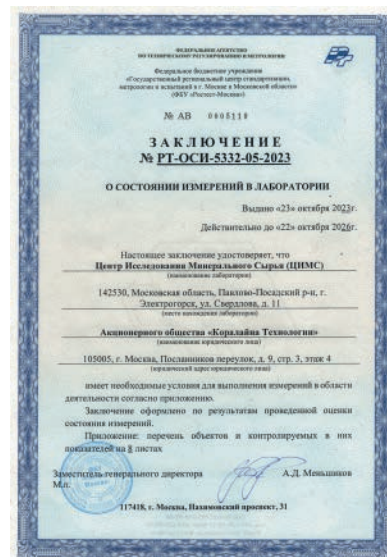 ФЕДЕРАЛЬНОЕ АГЕНТСТВО
ПО ТЕХНИЧЕСКОМУ РЕГУЛИРОВАНИЮ И МЕТРОЛОГИИ
Федеральное бюджетное учреждение
«Государственный региональный центр стандартизации,
метрологии и испытаний в г. Москве и Московской области»
(ФБУ «Ростест-Москва»)
№ АВ 0005110
ЗАКЛЮЧЕНИЕ
№ РТ-ОСИ-5332-05-2023
О СОСТОЯНИИ ИЗМЕРЕНИЙ В ЛАБОРАТОРИИ
Выдано «23» октября 2023г.
Действительно до «22» октября 2026г.
Настоящее заключение удостоверяет, что
Центр Исследования Минерального Сырья (ЦИМС)
(наименование лаборатории)
142530, Московская область, Павлово-Посадский р-н, г.
Электрогорск, ул. Свердлова, д. 11
(место нахождения лаборатории)
Акционерного общества «Коралайна Технологии»
(наименование юридического лица)
105005, г. Москва, Посланников переулок, д. 9, стр. 3, этаж 4
(юридический адрес юридического лица)
имеет необходимые условия для выполнения измерений в области
деятельности согласно приложению.
Заключение оформлено по результатам проведенной оценки
состояния измерений.
Приложение: перечень объектов и контролируемых в них
показателей на 8 листах
Заместитель генерального директора А.Д. Меньшиков
М.п.
117418, г. Москва, Нахимовский проспект, 31